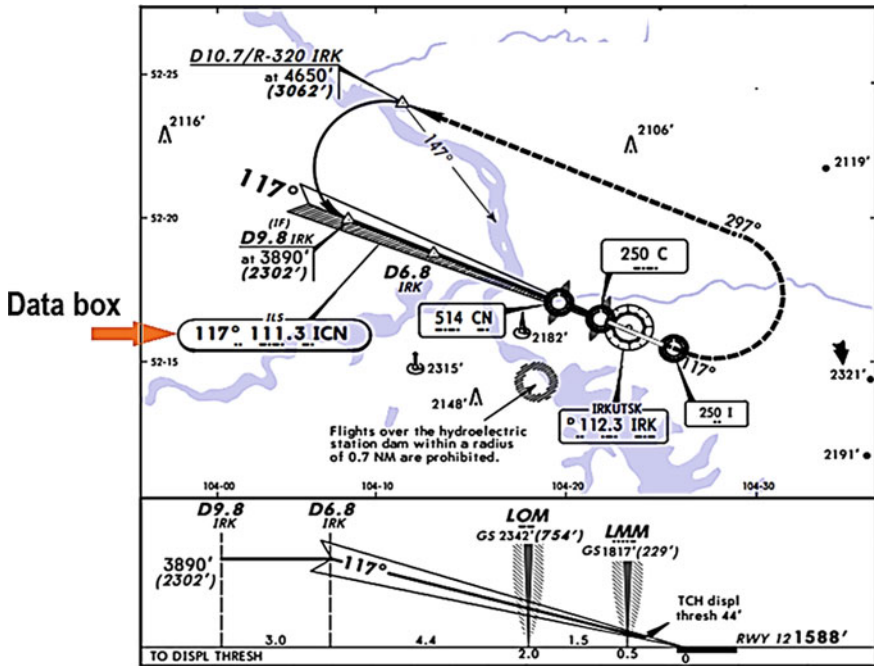 D10.7/R-320 IRK
at 4650'
(3062')
52-25
2116'
2106'
2119'
147°
117°
52-20
297°
(IF)
D9.8 IRK
at 3890'
(2302')
D6.8
IRK
250 C
Data box
ILS
117° 111.3 ICN
514 CN
2182'
117°
52-15
2315'
2321'
2148'
IRKUTSK
D 112.3 IRK
250 I
Flights over the hydroelectric
station dam within a radius
of 0.7 NM are prohibited.
2191'
104-00
104-10
104-20
104-30
D9.8
IRK
D6.8
IRK
LOM
GS 2342'(754')
LMM
GS1817'(229')
3890'
(2302')
117°
TCH displ
thresh 44'
RWY 12 1588'
3.0
4.4
1.5
TO DISPL THRESH
2.0
0.5
0